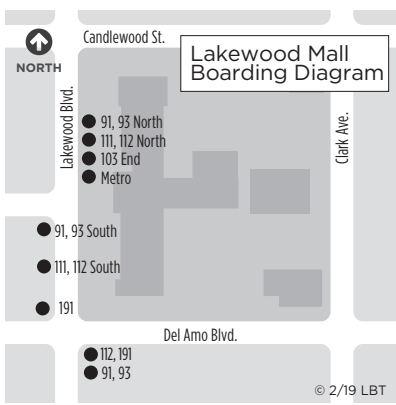 Candlewood St.
Lakewood Mall
Boarding Diagram
NORTH
Lakewood Blvd.
Clark Ave.
91, 93 North
111, 112 North
103 End
Metro
91, 93 South
111, 112 South
191
Del Amo Blvd.
112, 191
91, 93
© 2/19 LBT